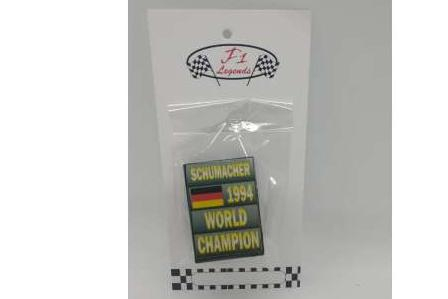 F1
Legends
SCHUMACHER
1994
WORLD
CHAMPION